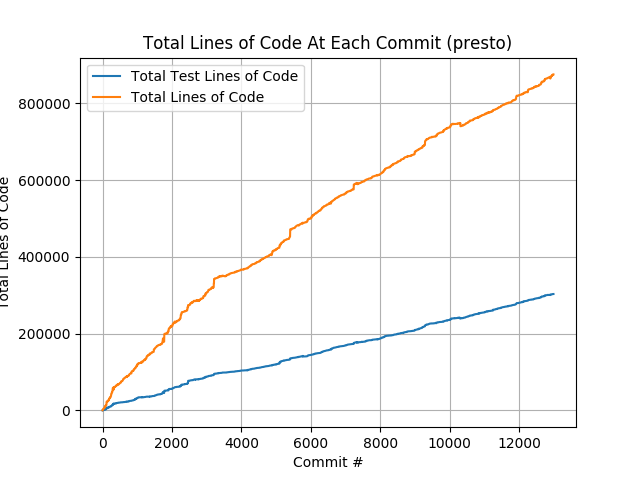 Total Lines of Code At Each Commit (presto)
Total Test Lines of Code
Total Lines of Code
800000
600000
400000
200000
0
Total Lines of Code
0 2000 4000 6000 8000 10000 12000
Commit #